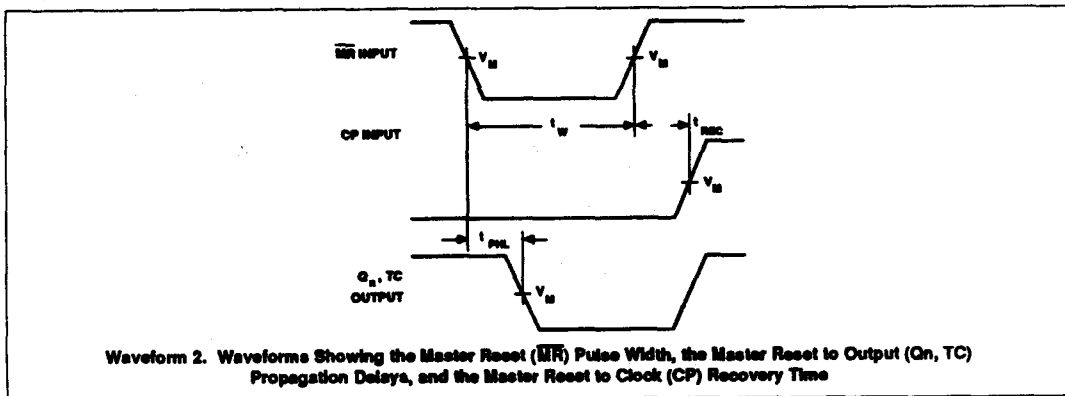 M̅R̅ INPUT
V_M
V_M
CP INPUT
t_W
t_REC
V_M
t_PHL
Q_n, TC
OUTPUT
V_M
Waveform 2. Waveforms Showing the Master Reset (M̅R̅) Pulse Width, the Master Reset to Output (Qn, TC)
Propagation Delays, and the Master Reset to Clock (CP) Recovery Time